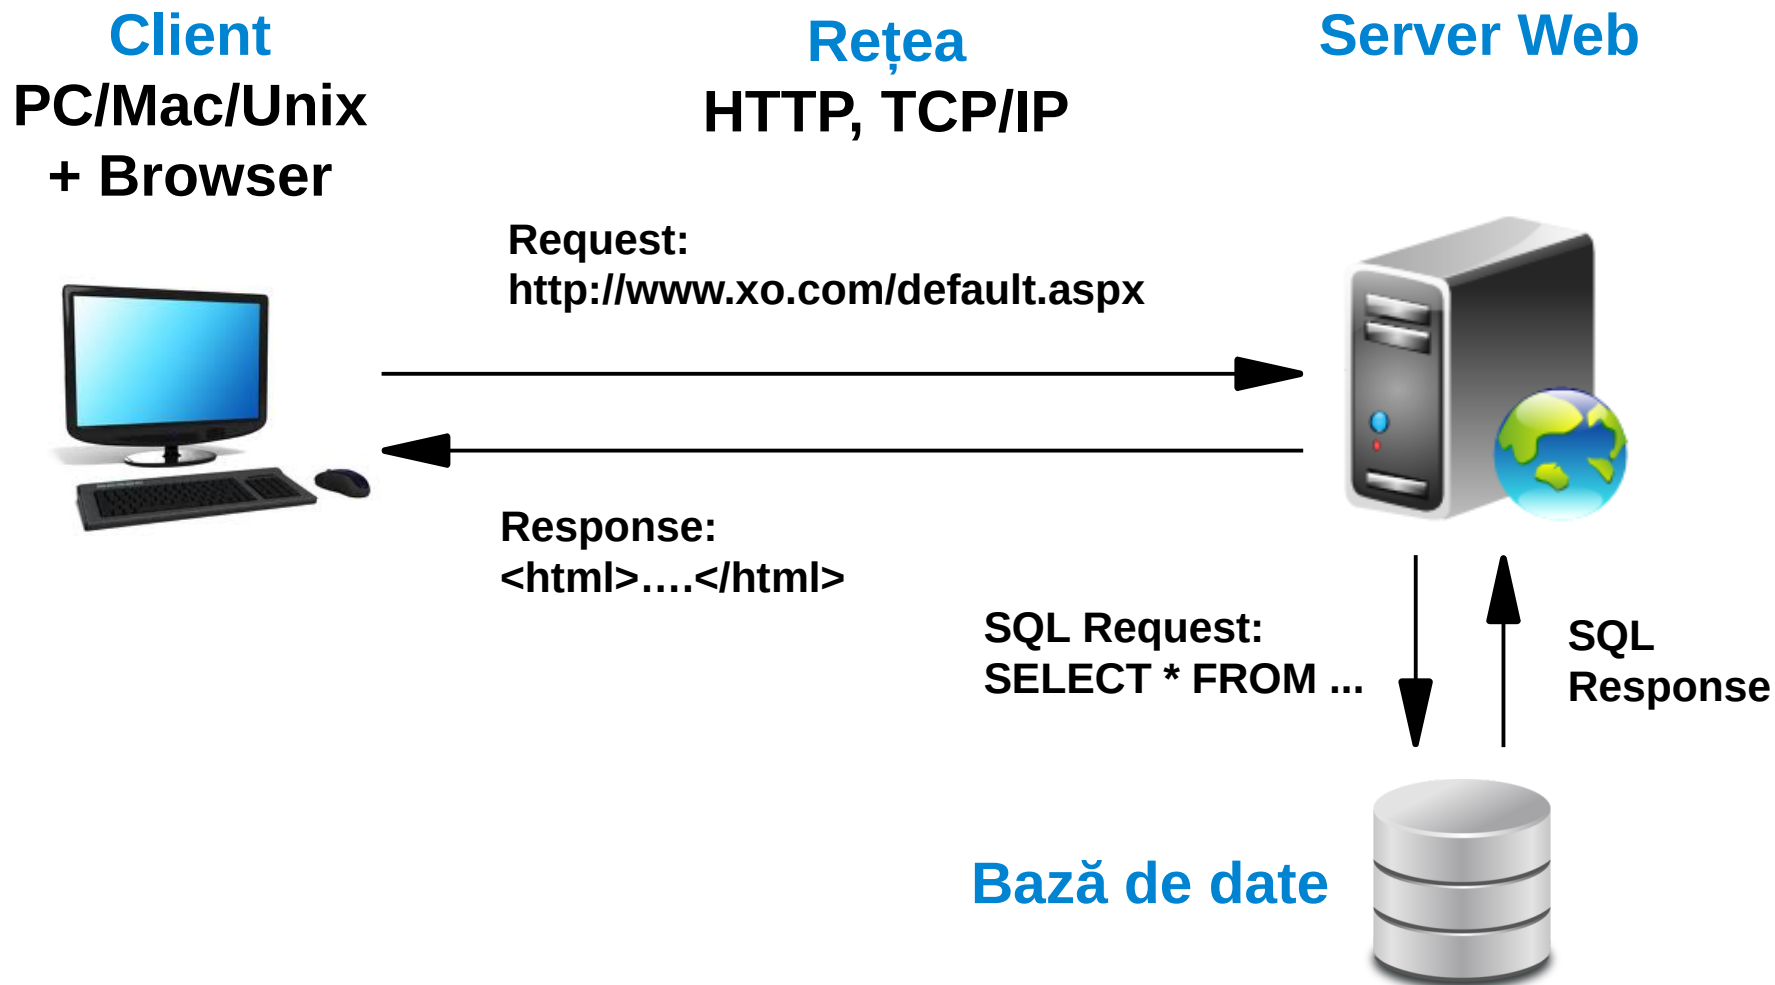 Client
PC/Mac/Unix
+ Browser
Rețea
HTTP, TCP/IP
Server Web
Request:
http://www.xo.com/default.aspx
Response:
<html>….</html>
SQL Request:
SELECT * FROM ...
SQL
Response
Bază de date